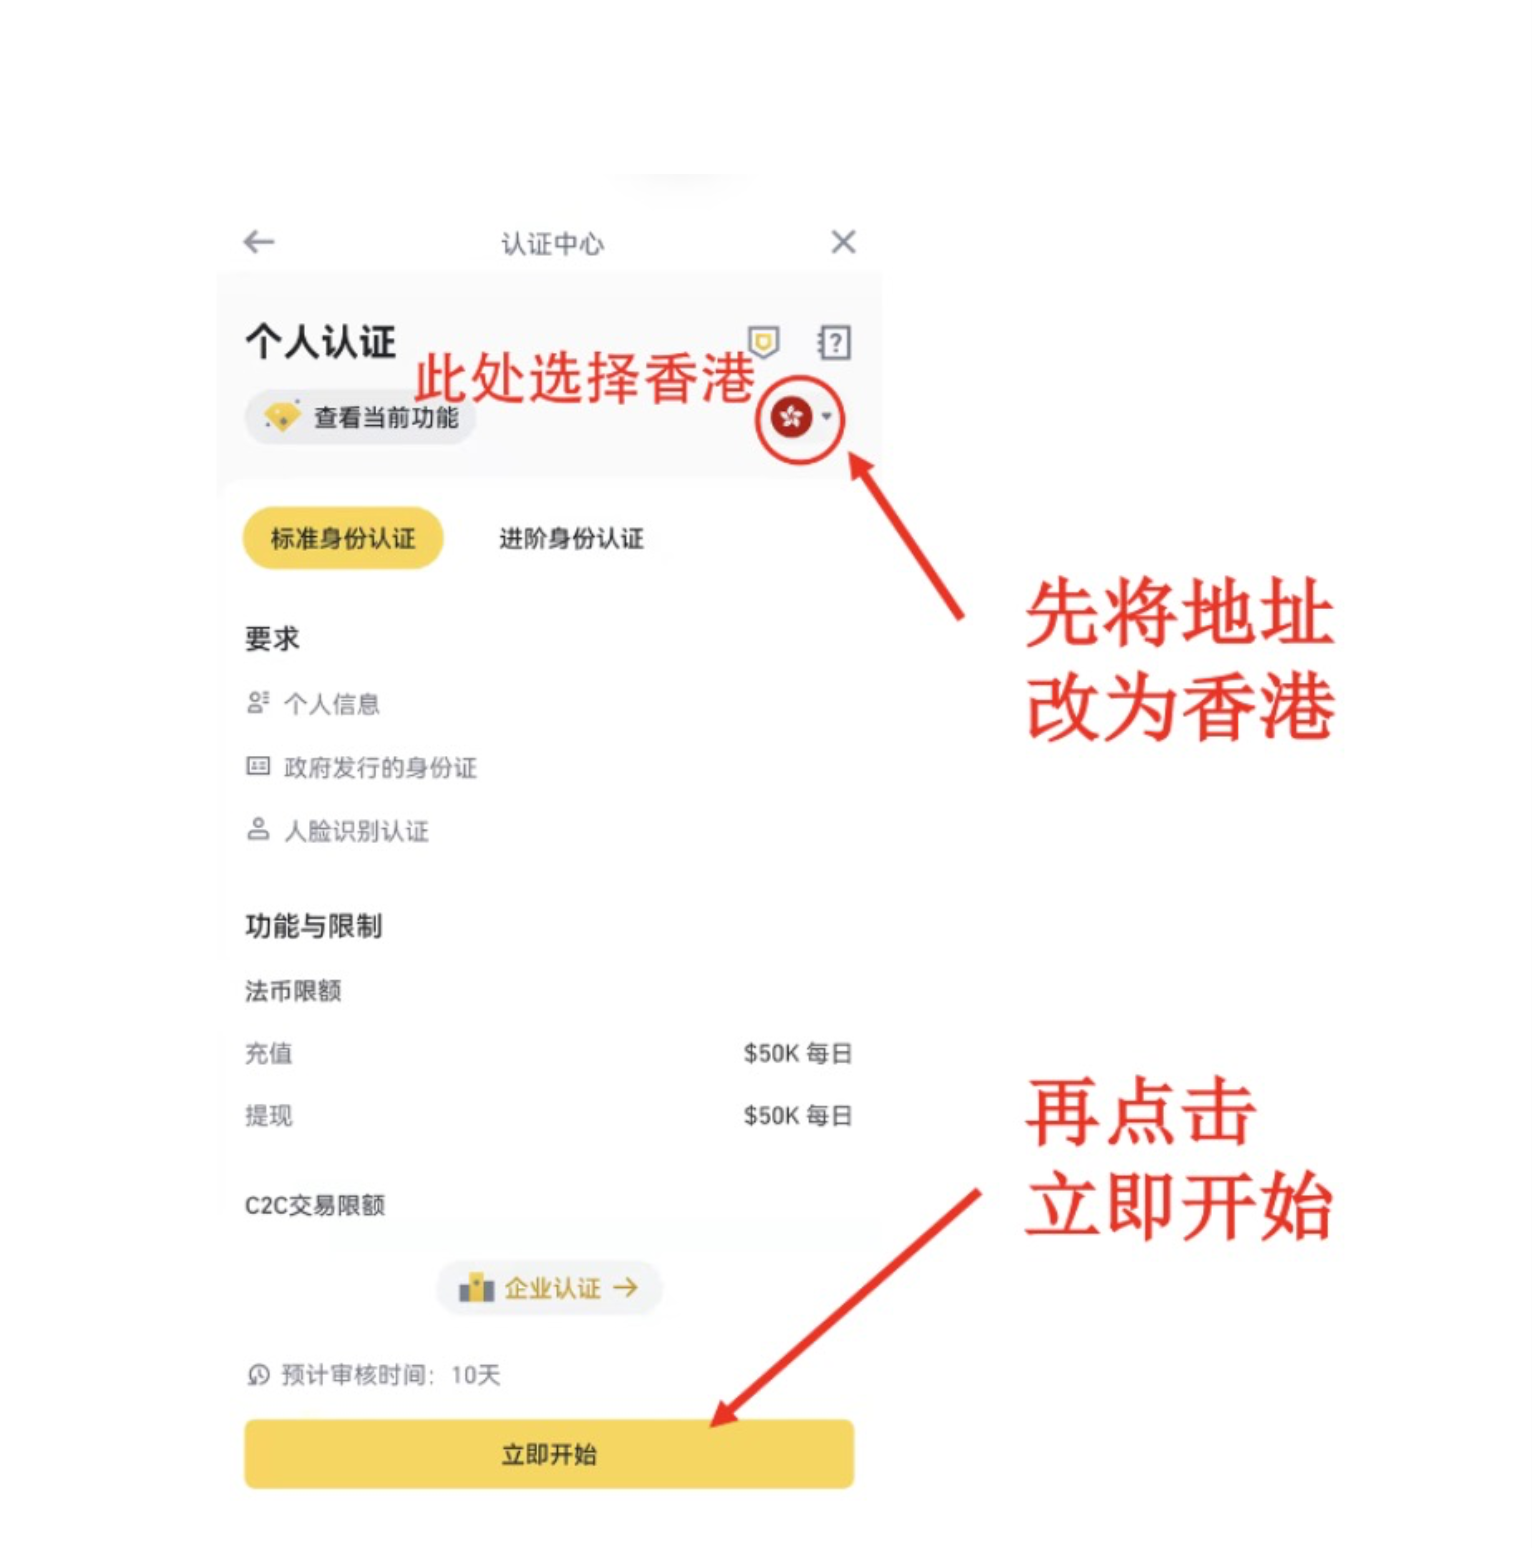 认证中心
个人认证
此处选择香港
查看当前功能
标准身份认证
进阶身份认证
先将地址
改为香港
要求
个人信息
政府发行的身份证
人脸识别认证
功能与限制
法币限额
充值 $50K 每日
提现 $50K 每日
再点击
立即开始
C2C交易限额
企业认证 →
预计审核时间：10天
立即开始